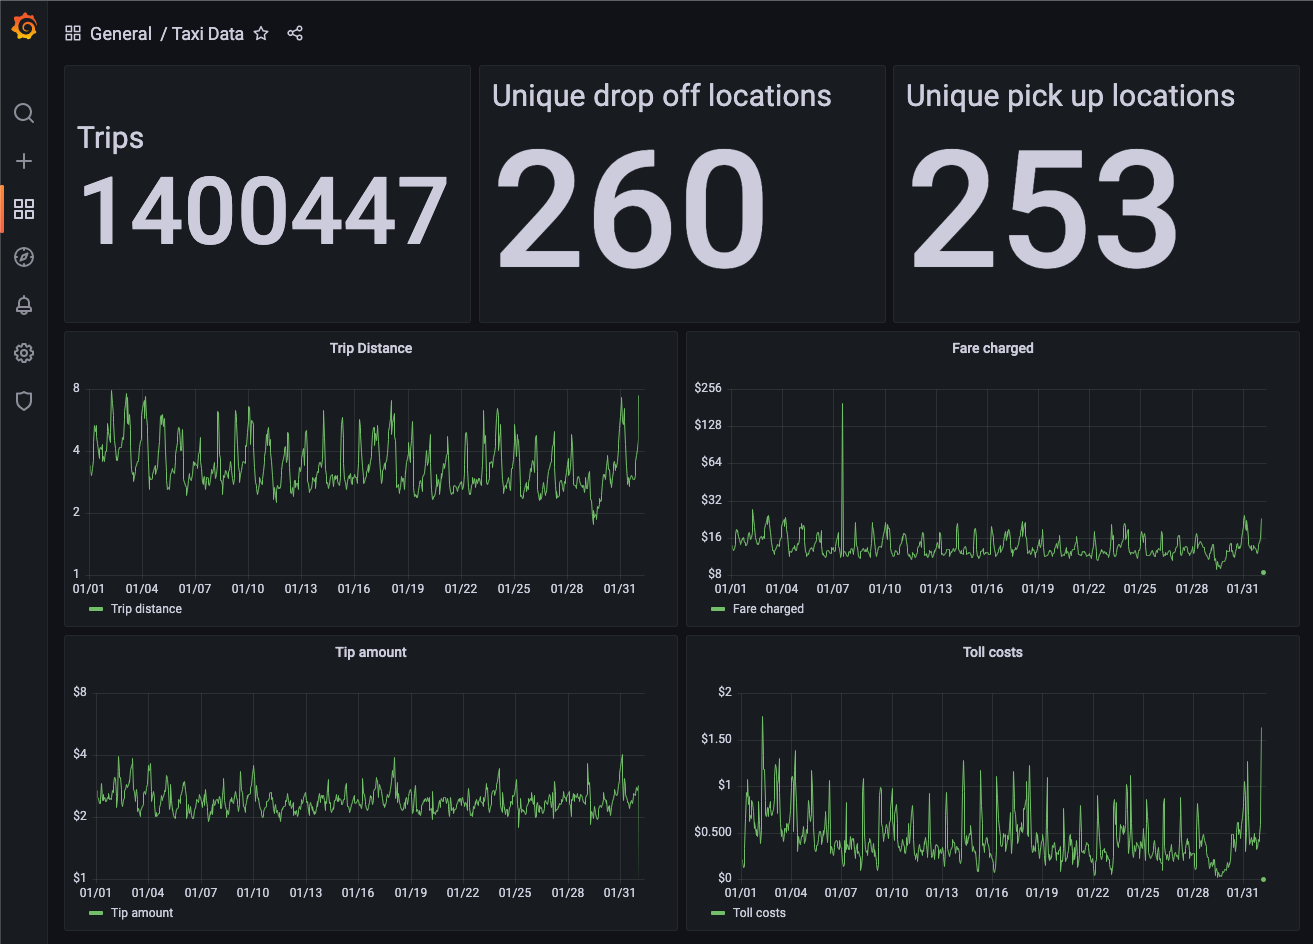 General / Taxi Data
Trips
1400447
Unique drop off locations
260
Unique pick up locations
253
Trip Distance
8
4
2
1
01/01 01/04 01/07 01/10 01/13 01/16 01/19 01/22 01/25 01/28 01/31
Trip distance
Fare charged
$256
$128
$64
$32
$16
$8
01/01 01/04 01/07 01/10 01/13 01/16 01/19 01/22 01/25 01/28 01/31
Fare charged
Tip amount
$8
$4
$2
$1
01/01 01/04 01/07 01/10 01/13 01/16 01/19 01/22 01/25 01/28 01/31
Tip amount
Toll costs
$2
$1.50
$1
$0.500
$0
01/01 01/04 01/07 01/10 01/13 01/16 01/19 01/22 01/25 01/28 01/31
Toll costs